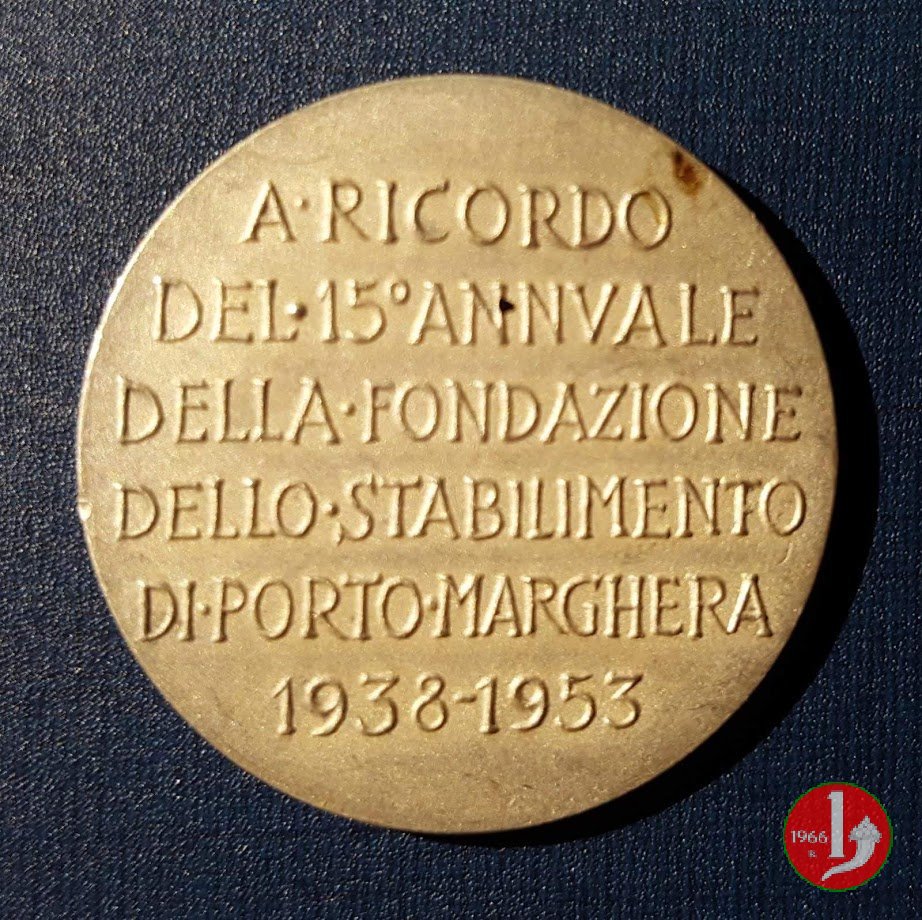 A·RICORDO
DEL·15°ANNVALE
DELLA·FONDAZIONE
DELLO·STABILIMENTO
DI·PORTO·MARGHERA
1938-1953
1966